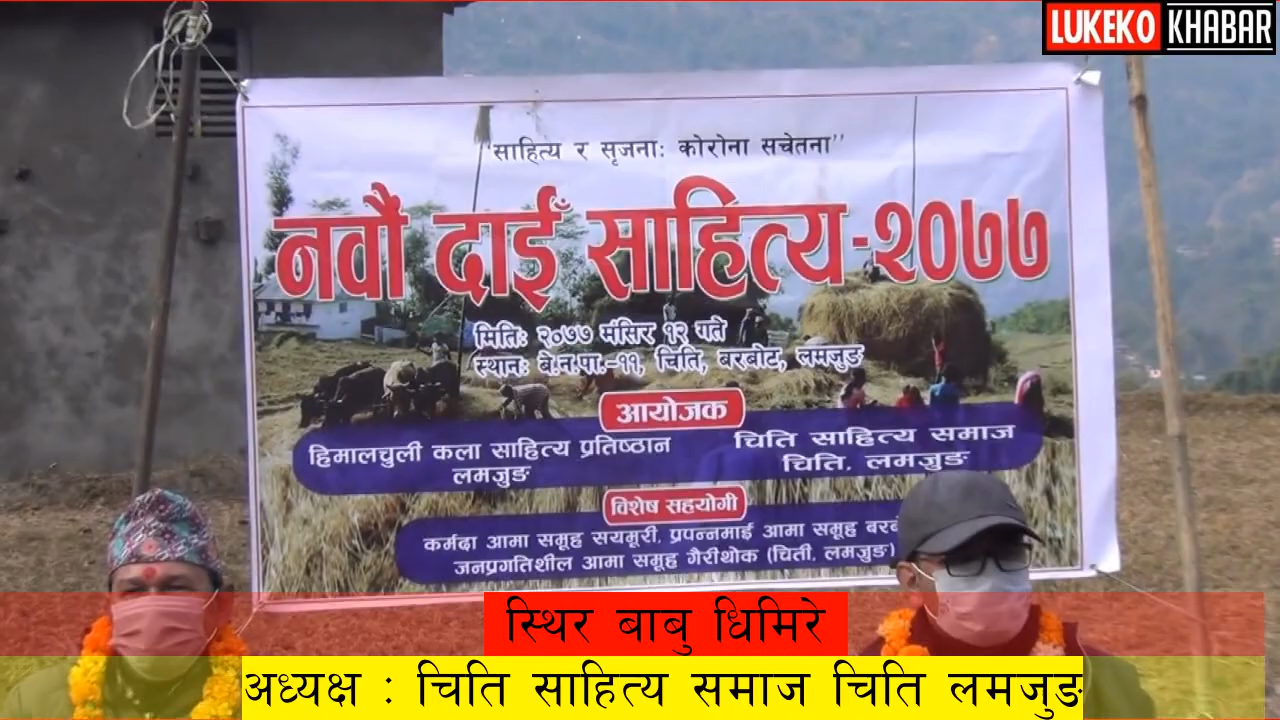 LUKEKO KHABAR
"साहित्य र सृजनाः कोरोना सचेतना"
नवौं दाइँ साहित्य-२०७७
मितिः २०७७ मंसिर १२ गते
स्थानः बे.न.पा.-११, चिति, बरबोट, लमजुङ
आयोजक
हिमालचुली कला साहित्य प्रतिष्ठान
लमजुङ
चिति साहित्य समाज
चिति, लमजुङ
विशेष सहयोगी
कर्मदा आमा समूह सयमूरी, प्रपन्नमाई आमा समूह
जनप्रगतिशील आमा समूह गैरीथोक (चिती, लमजुङ)
स्थिर बाबु धिमिरे
अध्यक्ष : चिति साहित्य समाज चिति लमजुङ